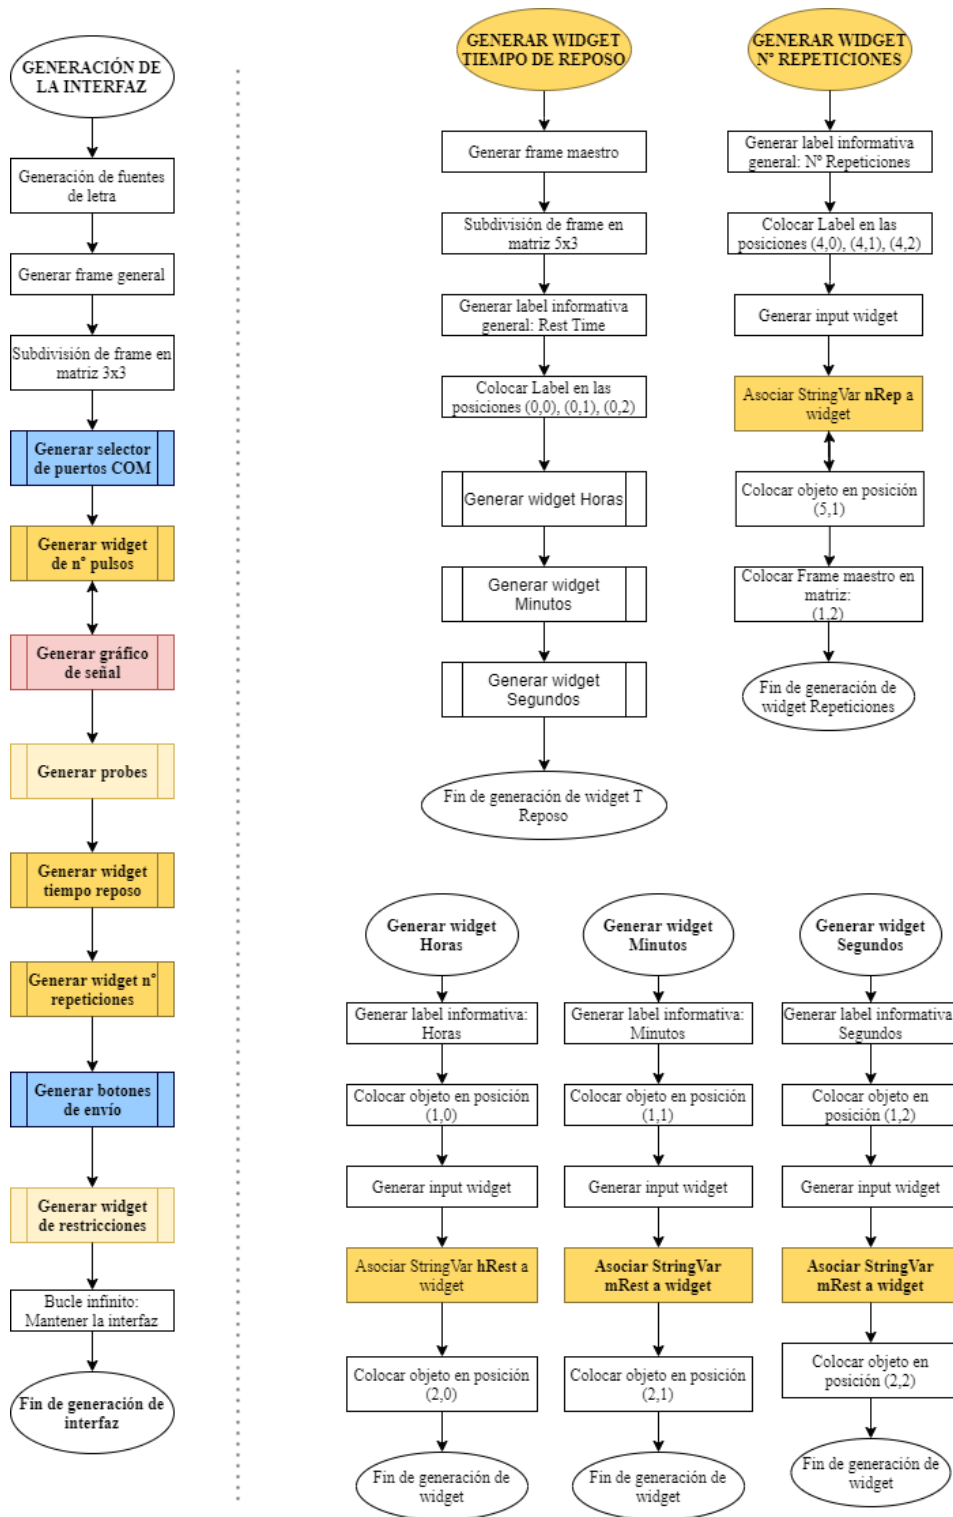 GENERACIÓN DE
LA INTERFAZ
Generación de fuentes
de letra
Generar frame general
Subdivisión de frame en
matriz 3x3
Generar selector
de puertos COM
Generar widget
de nº pulsos
Generar gráfico
de señal
Generar probes
Generar widget
tiempo reposo
Generar widget nº
repeticiones
Generar botones
de envío
Generar widget
de restricciones
Bucle infinito:
Mantener la interfaz
Fin de generación de
interfaz
GENERAR WIDGET
TIEMPO DE REPOSO
Generar frame maestro
Subdivisión de frame en
matriz 5x3
Generar label informativa
general: Rest Time
Colocar Label en las
posiciones (0,0), (0,1), (0,2)
Generar widget Horas
Generar widget
Minutos
Generar widget
Segundos
Fin de generación de widget T
Reposo
GENERAR WIDGET
Nº REPETICIONES
Generar label informativa
general: Nº Repeticiones
Colocar Label en las
posiciones (4,0), (4,1), (4,2)
Generar input widget
Asociar StringVar nRep a
widget
Colocar objeto en posición
(5,1)
Colocar Frame maestro en
matriz:
(1,2)
Fin de generación de
widget Repeticiones
Generar widget
Horas
Generar label informativa:
Horas
Colocar objeto en posición
(1,0)
Generar input widget
Asociar StringVar hRest a
widget
Colocar objeto en posición
(2,0)
Fin de generación de
widget
Generar widget
Minutos
Generar label informativa:
Minutos
Colocar objeto en posición
(1,1)
Generar input widget
Asociar StringVar
mRest a widget
Colocar objeto en posición
(2,1)
Fin de generación de
widget
Generar widget
Segundos
Generar label informativa:
Segundos
Colocar objeto en
posición (1,2)
Generar input widget
Asociar StringVar
mRest a widget
Colocar objeto en
posición (2,2)
Fin de generación de
widget